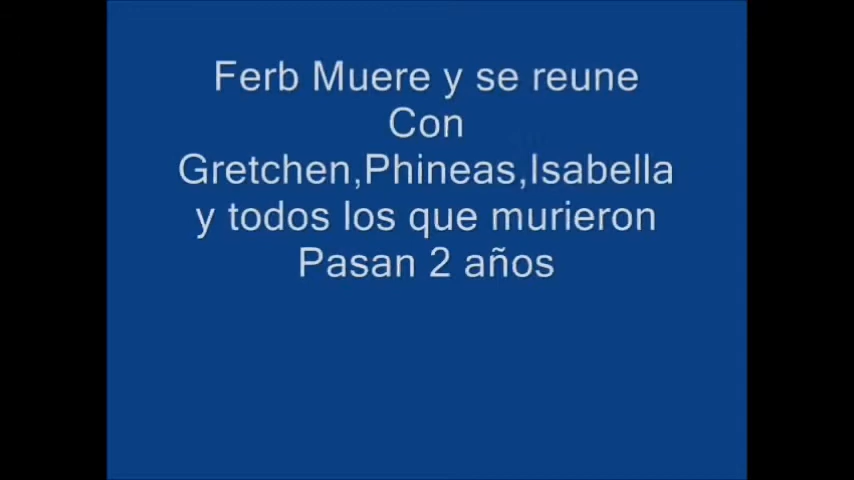 Ferb Muere y se reune
Con
Gretchen,Phineas,Isabella
y todos los que murieron
Pasan 2 años